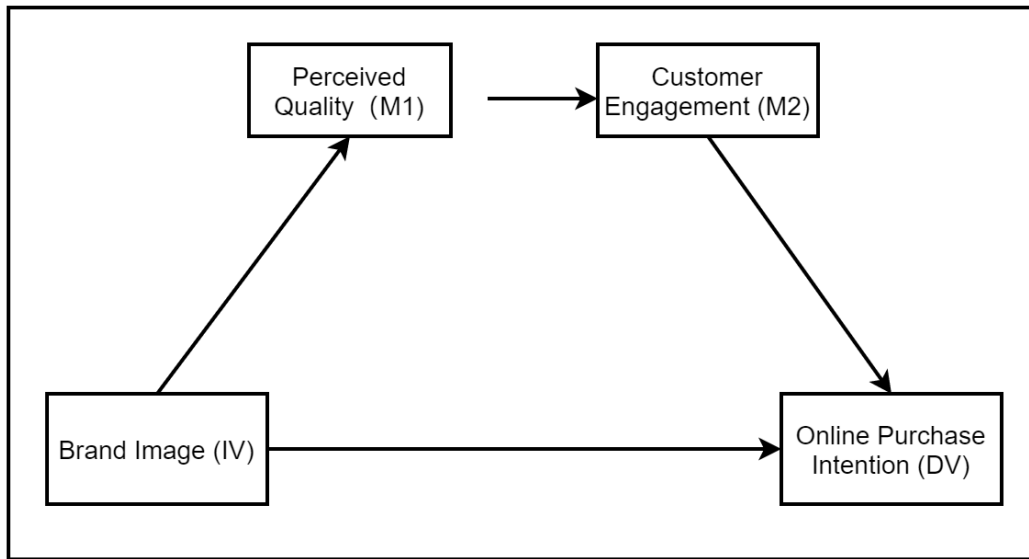 Perceived
Quality (M1)
Customer
Engagement (M2)
Brand Image (IV)
Online Purchase
Intention (DV)